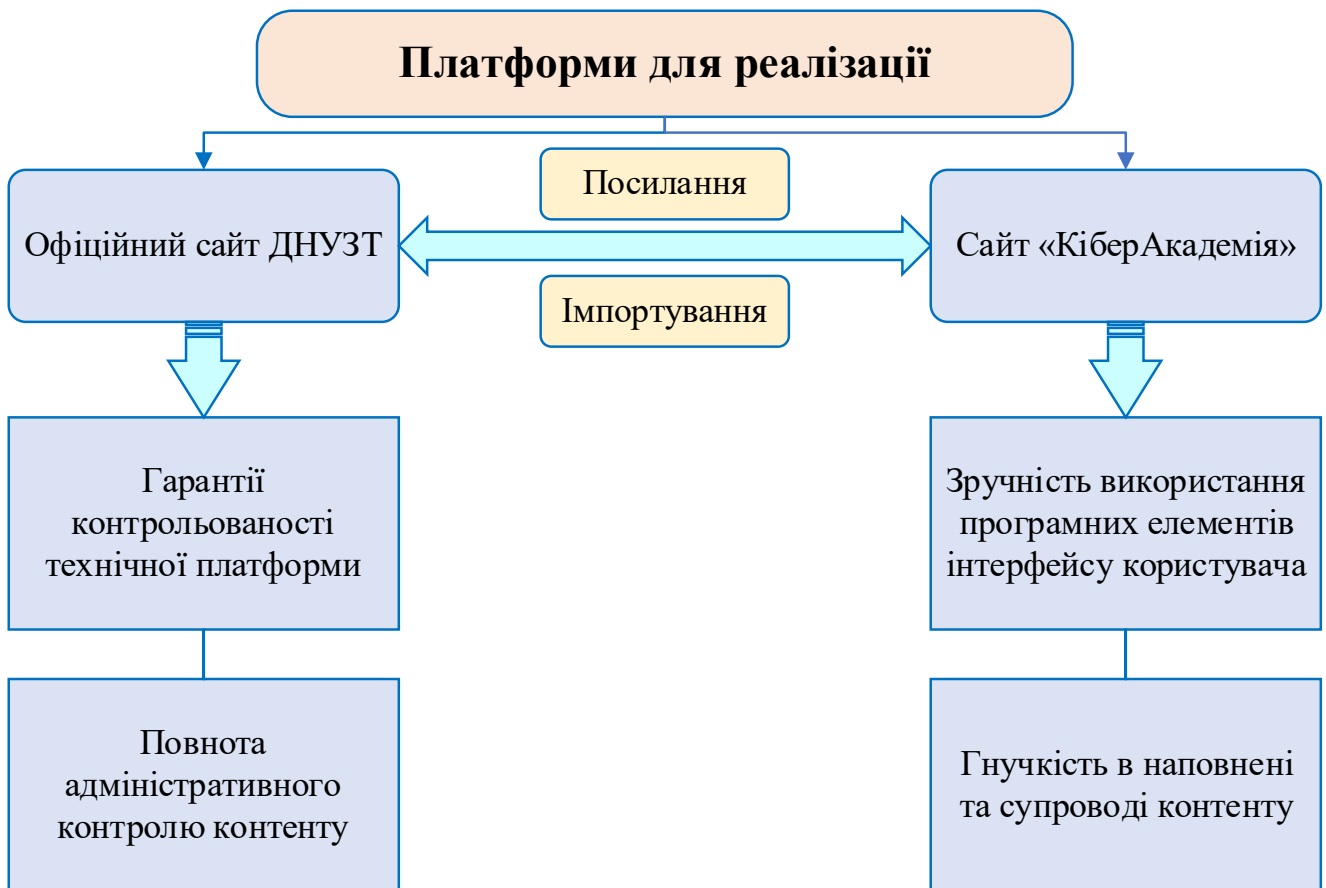 Платформи для реалізації
Посилання
Офіційний сайт ДНУЗТ
Сайт «КіберАкадемія»
Імпортування
Гарантії
контрольованості
технічної платформи
Зручність використання
програмних елементів
інтерфейсу користувача
Повнота
адміністративного
контролю контенту
Гнучкість в наповнені
та супроводі контенту